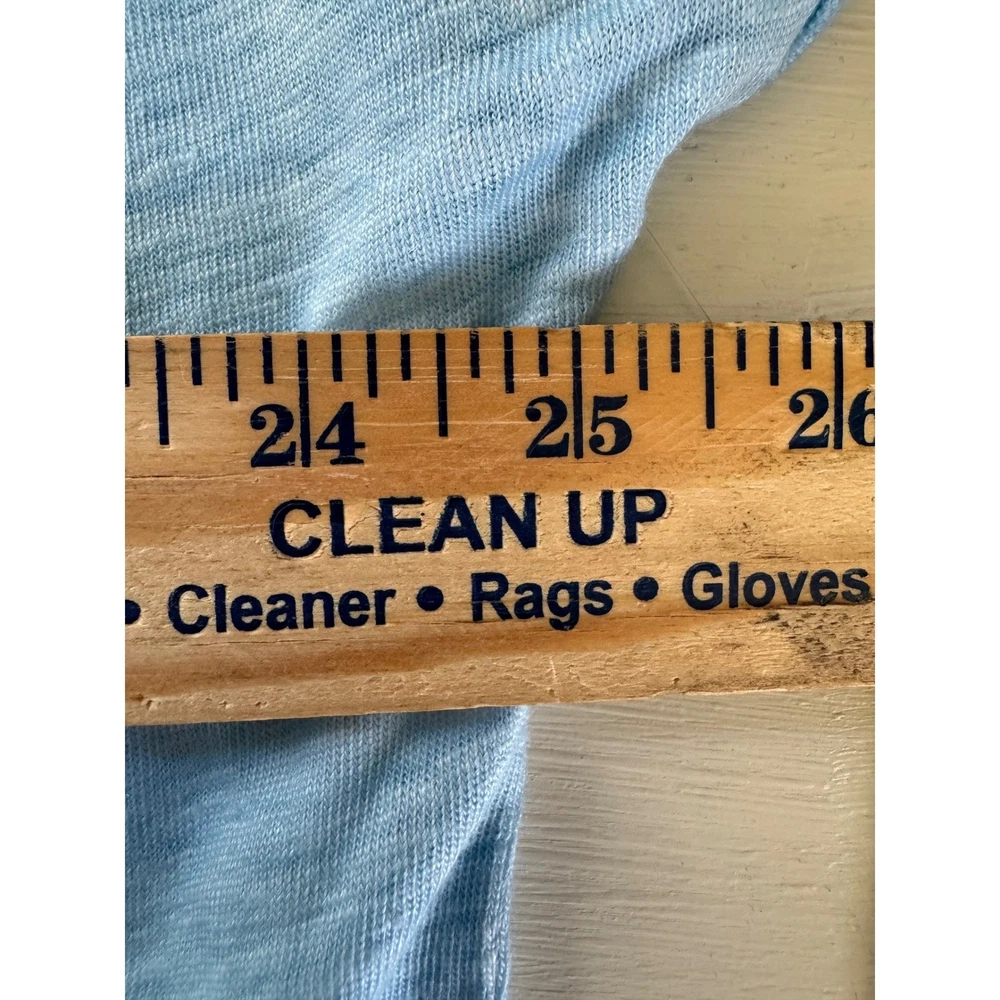 24 25 26
CLEAN UP
• Cleaner • Rags • Gloves